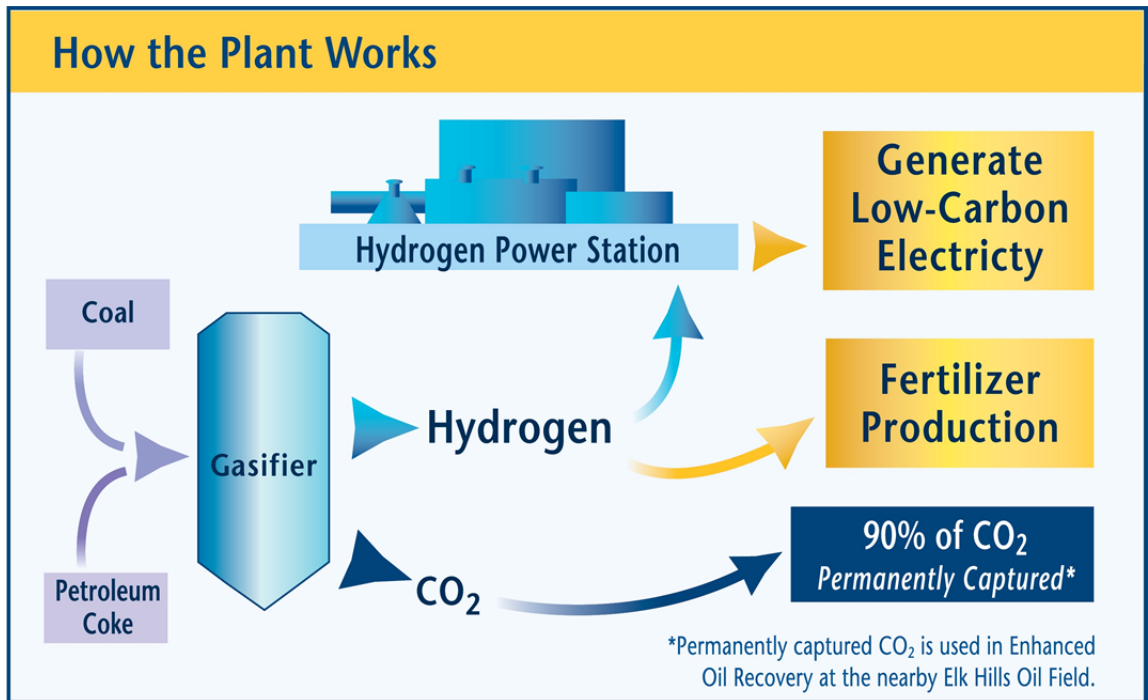 How the Plant Works
Hydrogen Power Station
Generate
Low-Carbon
Electricty
Coal
Gasifier
Hydrogen
Fertilizer
Production
Petroleum
Coke
CO₂
90% of CO₂
Permanently Captured*
*Permanently captured CO₂ is used in Enhanced
Oil Recovery at the nearby Elk Hills Oil Field.